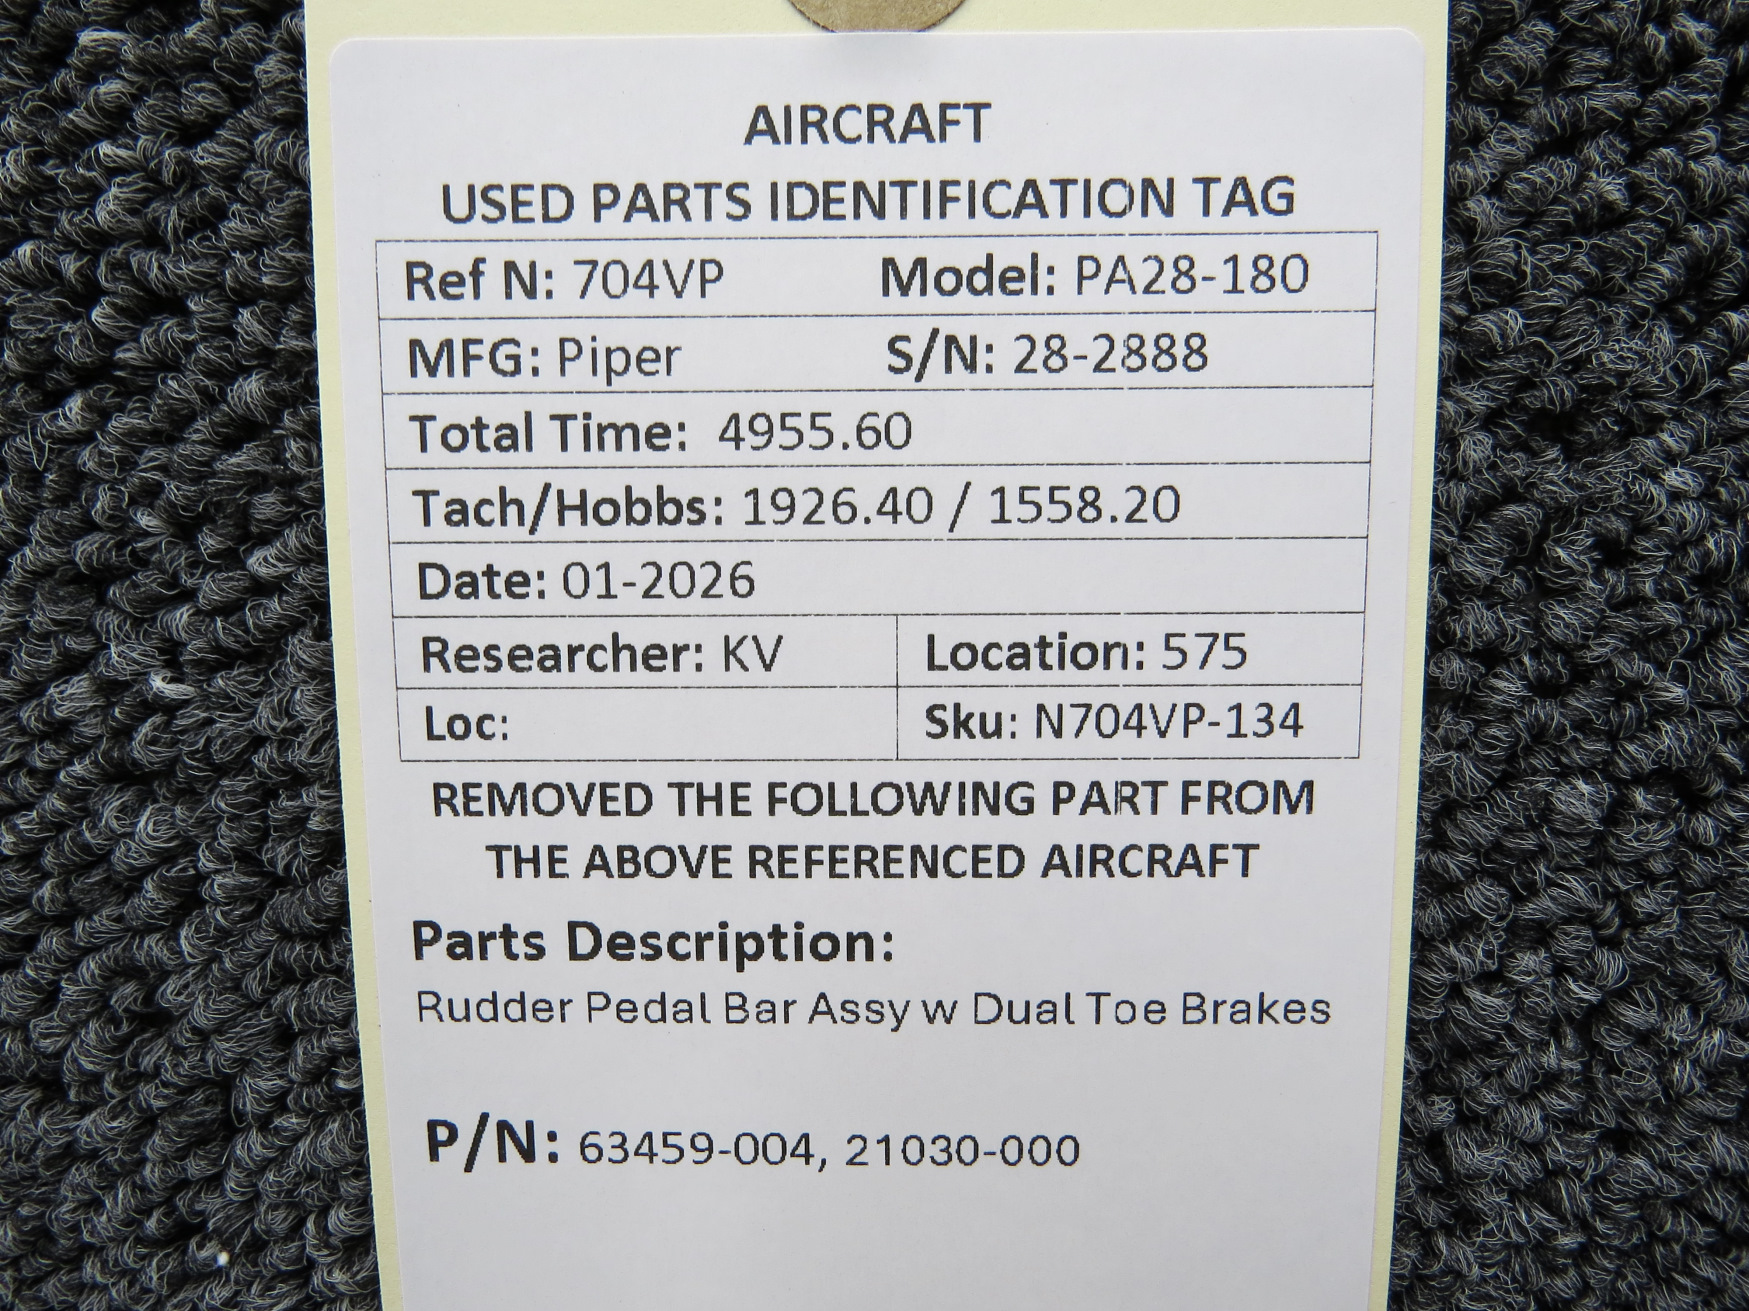 AIRCRAFT
USED PARTS IDENTIFICATION TAG
Ref N: 704VP Model: PA28-180
MFG: Piper S/N: 28-2888
Total Time: 4955.60
Tach/Hobbs: 1926.40 / 1558.20
Date: 01-2026
Researcher: KV Location: 575
Loc: Sku: N704VP-134
REMOVED THE FOLLOWING PART FROM
THE ABOVE REFERENCED AIRCRAFT
Parts Description:
Rudder Pedal Bar Assy w Dual Toe Brakes
P/N: 63459-004, 21030-000